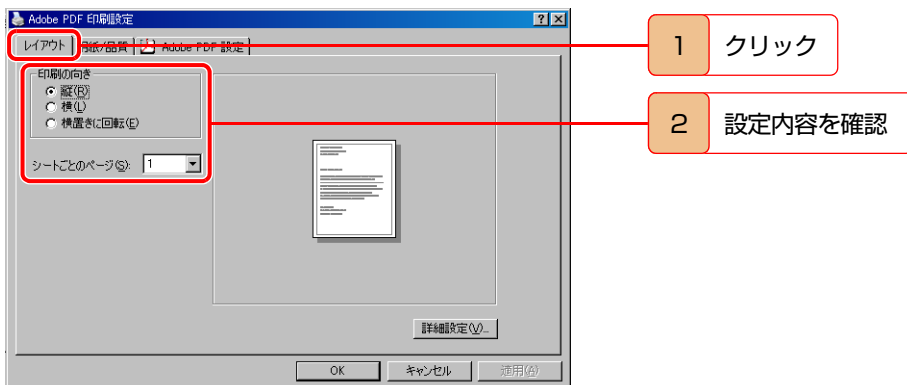 Adobe PDF 印刷設定
レイアウト 用紙/品質 Adobe PDF 設定
1 クリック
印刷の向き
縦(R)
横(L)
横置きに回転(E)
2 設定内容を確認
シートごとのページ(S): 1
詳細設定(V)...
OK キャンセル 適用(A)